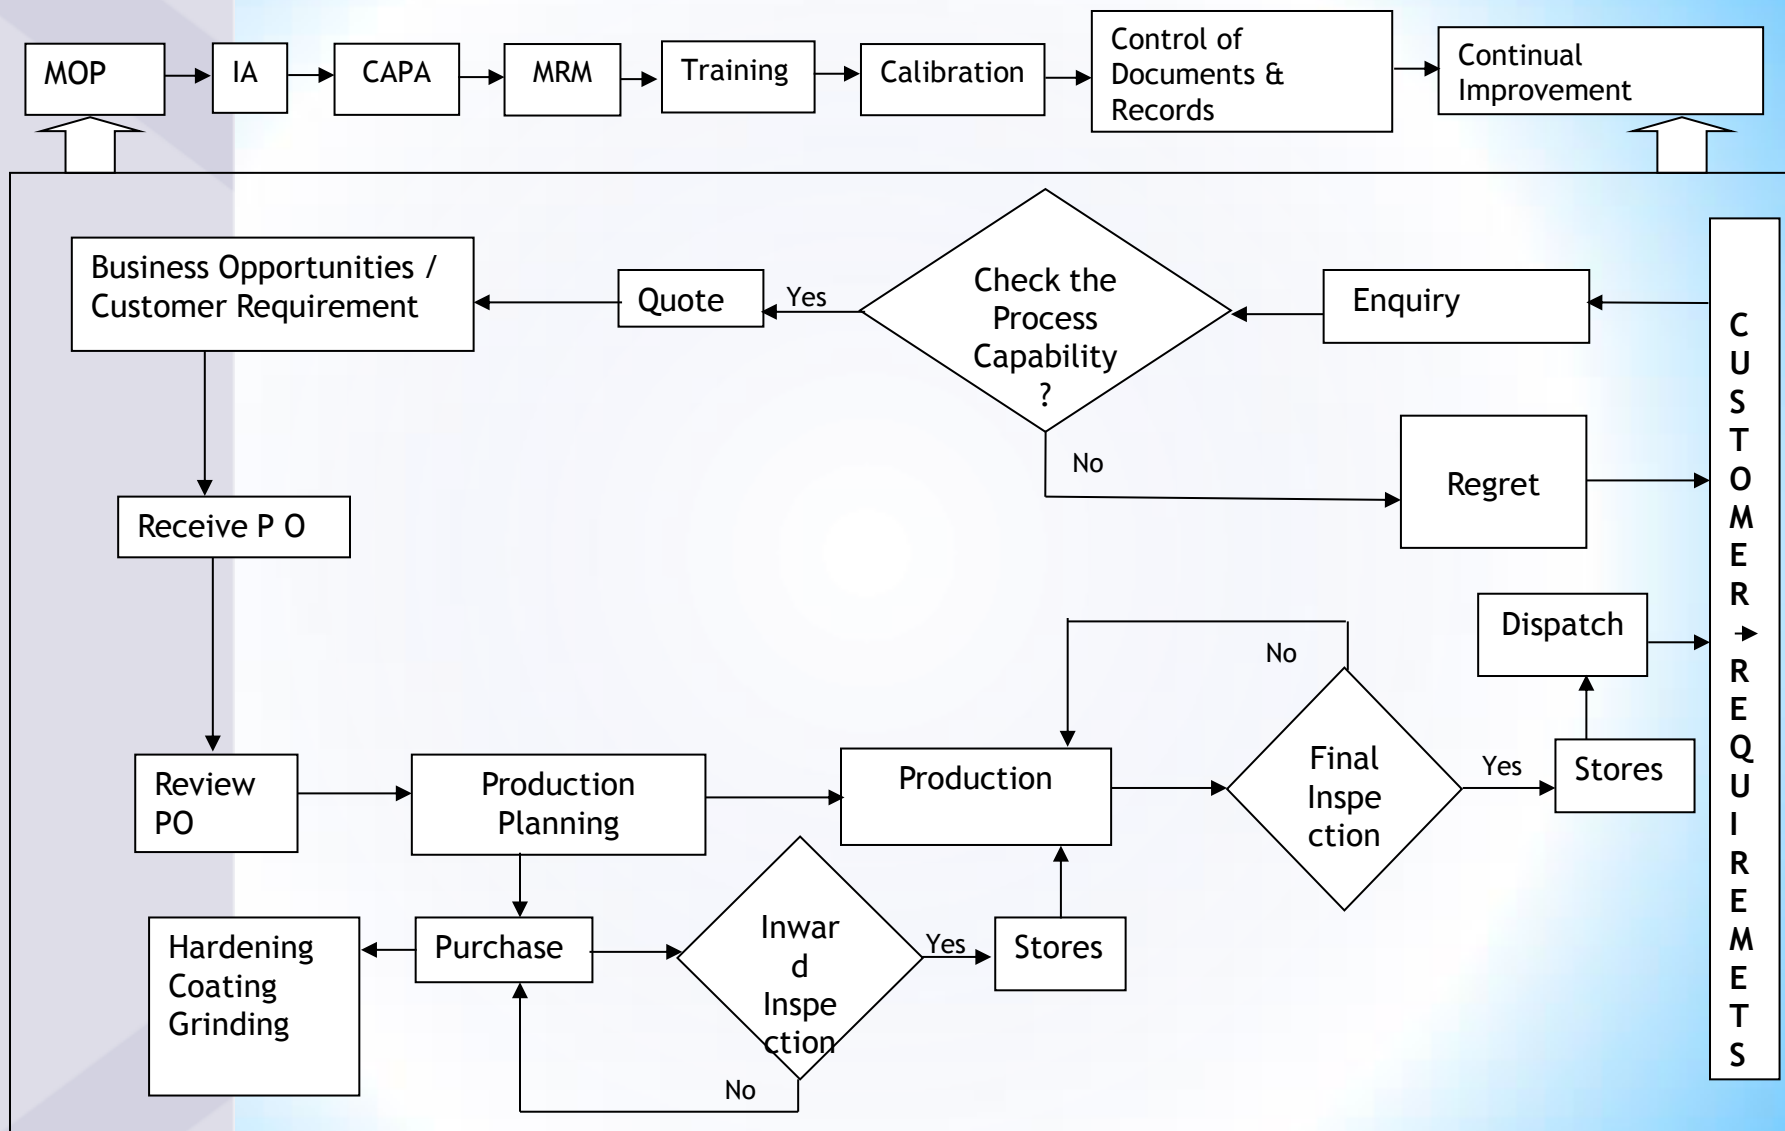 MOP
IA
CAPA
MRM
Training
Calibration
Control of
Documents &
Records
Continual
Improvement
Business Opportunities /
Customer Requirement
Quote
Yes
Check the
Process
Capability
?
Enquiry
No
Regret
Receive P O
Dispatch
No
Review
PO
Production
Planning
Production
Final
Inspe
ction
Yes
Stores
Hardening
Coating
Grinding
Purchase
Inwar
d
Inspe
ction
Yes
Stores
No
C
U
S
T
O
M
E
R
R
E
Q
U
I
R
E
M
E
T
S